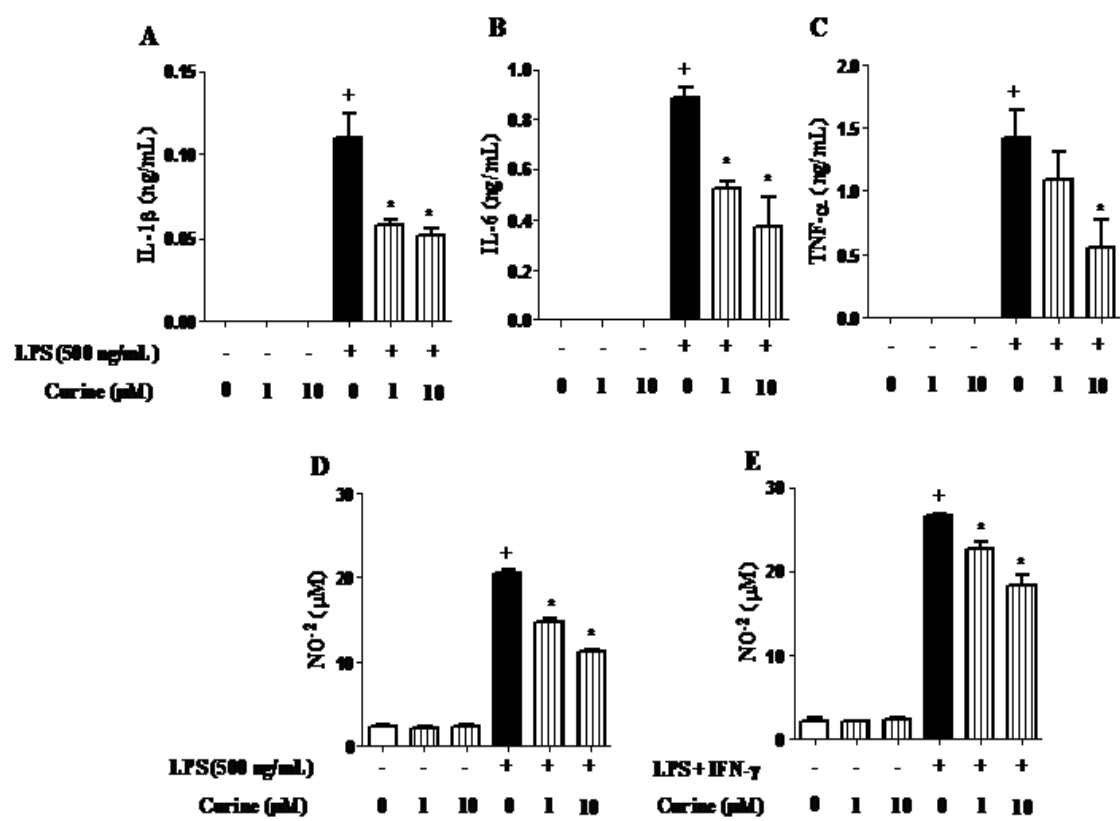 A
B
C
IL-1β (ng/mL)
0.15
0.10
0.05
0.00
+
*
*
IL-6 (ng/mL)
1.0
0.8
0.6
0.4
0.2
0.0
+
*
*
TNF-α (ng/mL)
2.0
1.5
1.0
0.5
0.0
+
*
LPS (500 ng/mL) - - - + + + - - - + + + - - - + + +
Curine (μM) 0 1 10 0 1 10 0 1 10 0 1 10 0 1 10 0 1 10
D
E
NO-2 (μM)
30
20
10
0
+
*
*
NO-2 (μM)
30
20
10
0
+
*
*
LPS (500 ng/mL) - - - + + +
LPS + IFN-γ - - - + + +
Curine (μM) 0 1 10 0 1 10
Curine (μM) 0 1 10 0 1 10